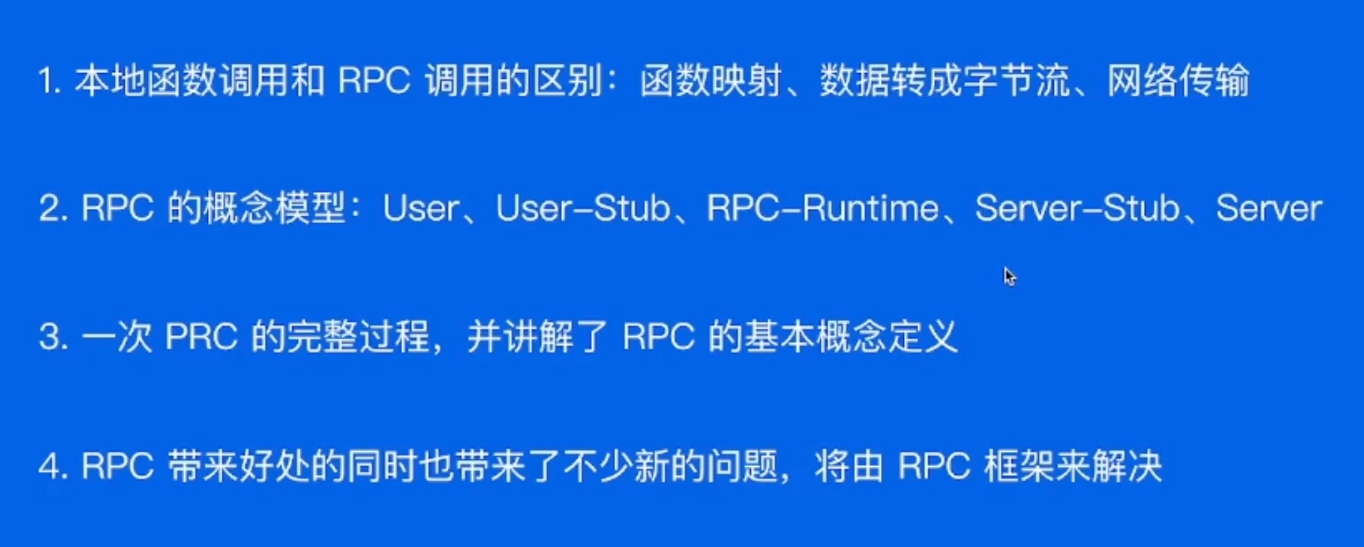 1. 本地函数调用和 RPC 调用的区别：函数映射、数据转成字节流、网络传输
2. RPC 的概念模型：User、User-Stub、RPC-Runtime、Server-Stub、Server
3. 一次 PRC 的完整过程，并讲解了 RPC 的基本概念定义
4. RPC 带来好处的同时也带来了不少新的问题，将由 RPC 框架来解决